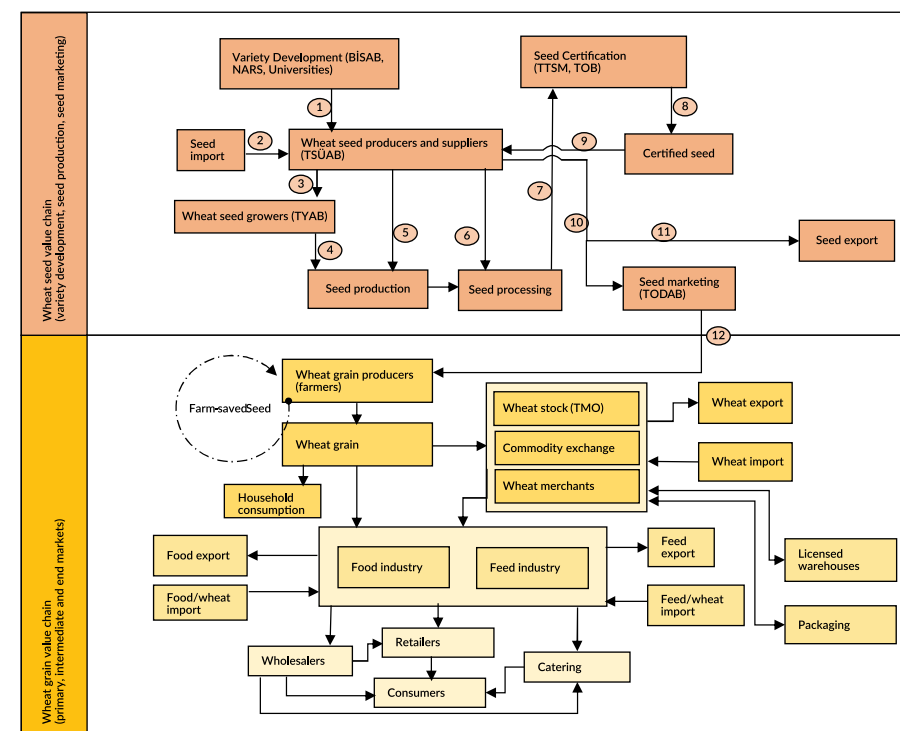 Wheat seed value chain
(variety development, seed production, seed marketing)
Variety Development (BİSAB,
NARS, Universities)
Seed Certification
(TTSM, TOB)
1
8
Seed
import
2
Wheat seed producers and suppliers
(TSÜAB)
9
Certified seed
3
7
Wheat seed growers (TYAB)
10
11
4
5
6
Seed export
Seed production
Seed processing
Seed marketing
(TODAB)
12
Wheat grain value chain
(primary, intermediate and end markets)
Wheat grain producers
(farmers)
Farm-savedSeed
Wheat stock (TMO)
Wheat export
Wheat grain
Commodity exchange
Wheat import
Wheat merchants
Household
consumption
Food export
Food industry
Feed industry
Feed
export
Licensed
warehouses
Food/wheat
import
Feed/wheat
import
Packaging
Retailers
Wholesalers
Catering
Consumers